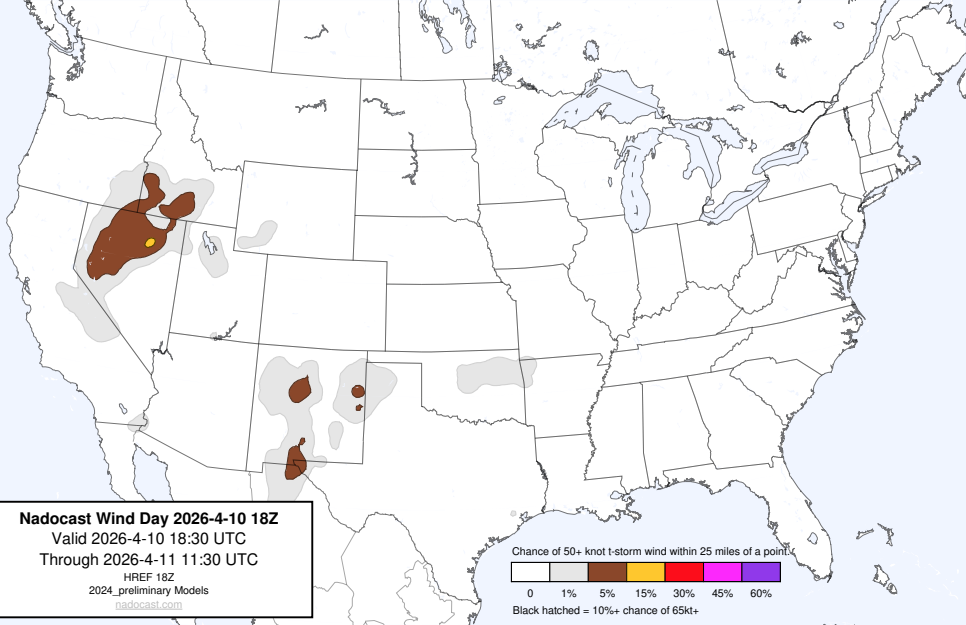 Nadocast Wind Day 2026-4-10 18Z
Valid 2026-4-10 18:30 UTC
Through 2026-4-11 11:30 UTC
HREF 18Z
2024_preliminary Models
nadocast.com
Chance of 50+ knot t-storm wind within 25 miles of a point.
0 1% 5% 15% 30% 45% 60%
Black hatched = 10%+ chance of 65kt+